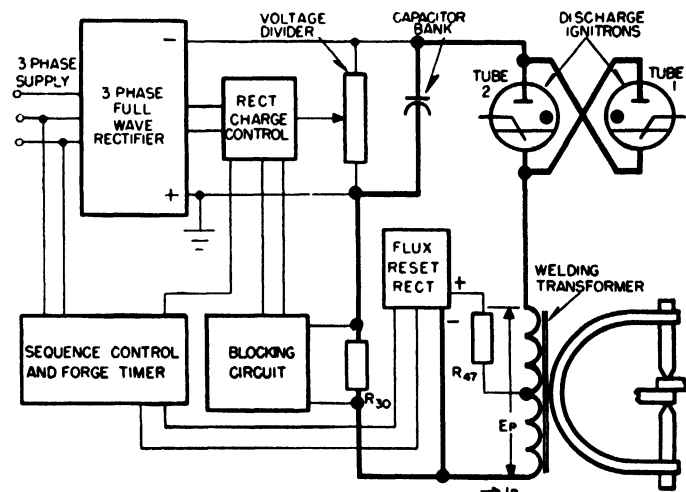 VOLTAGE
DIVIDER
CAPACITOR
BANK
DISCHARGE
IGNITRONS
3 PHASE
SUPPLY
3 PHASE
FULL
WAVE
RECTIFIER
−
+
RECT
CHARGE
CONTROL
TUBE
2
TUBE
1
FLUX
RESET
RECT
+
−
WELDING
TRANSFORMER
SEQUENCE CONTROL
AND FORGE TIMER
BLOCKING
CIRCUIT
R30
R47
EP